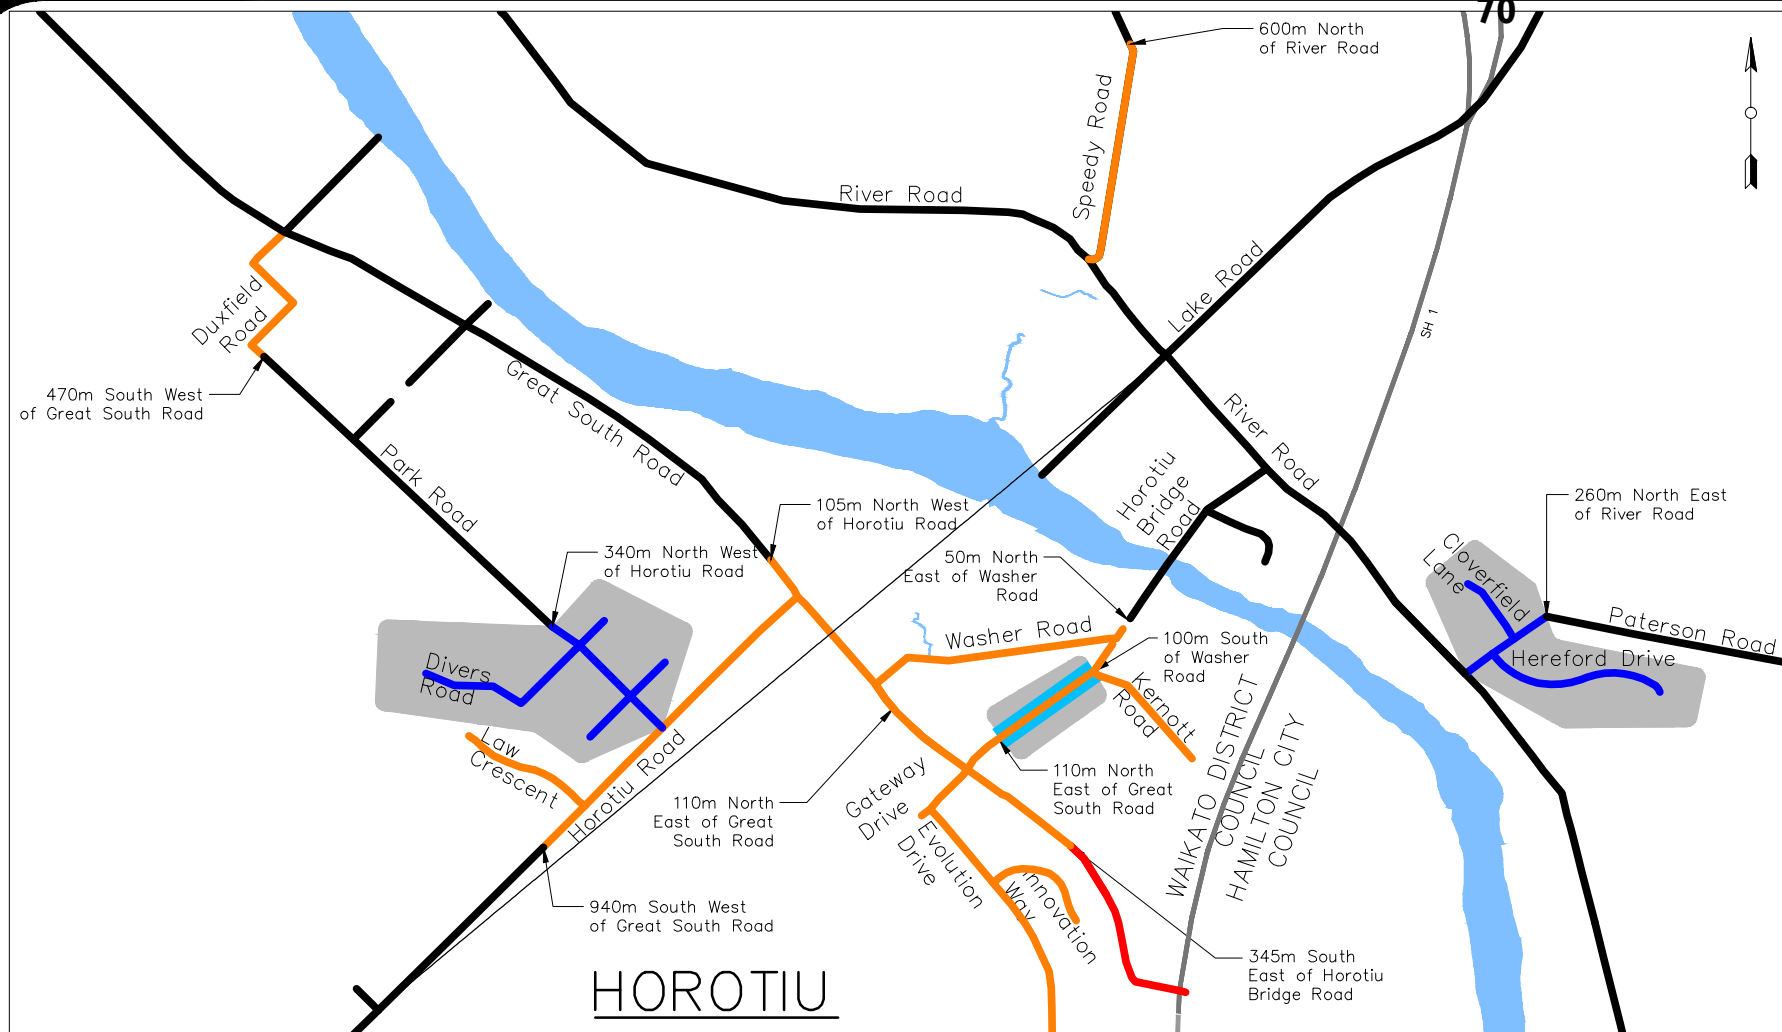 70
600m North
of River Road
Speedy Road
River Road
Lake Road
SH 1
Duxfield
Road
470m South West
of Great South Road
Great South Road
River Road
Park Road
Horotiu
Bridge
Road
105m North West
of Horotiu Road
260m North East
of River Road
340m North West
of Horotiu Road
50m North
East of Washer
Road
Cloverfield
Lane
Paterson Road
Washer Road
100m South
of Washer
Road
Hereford Drive
Divers
Road
Kernott
Road
Law
Crescent
Horotiu Road
110m North
East of Great
South Road
Gateway
Drive
110m North
East of Great
South Road
WAIKATO DISTRICT
COUNCIL
HAMILTON CITY
COUNCIL
Evolution
Drive
Innovation
Way
940m South West
of Great South Road
345m South
East of Horotiu
Bridge Road
HOROTIU